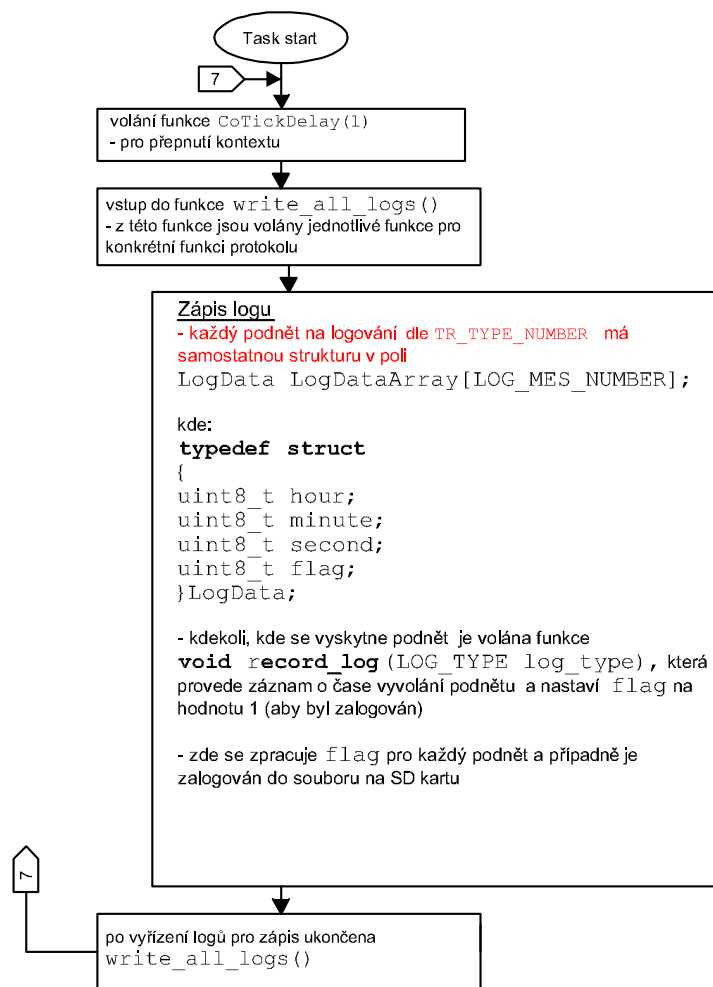 Task start
7
volání funkce CoTickDelay(1)
- pro přepnutí kontextu
vstup do funkce write_all_logs()
- z této funkce jsou volány jednotlivé funkce pro
konkrétní funkci protokolu
Zápis logu
- každý podnět na logování dle TR_TYPE_NUMBER má
samostatnou strukturu v poli
LogData LogDataArray[LOG_MES_NUMBER];
kde:
typedef struct
{
uint8_t hour;
uint8_t minute;
uint8_t second;
uint8_t flag;
}LogData;
- kdekoli, kde se vyskytne podnět je volána funkce
void record_log(LOG_TYPE log_type), která
provede záznam o čase vyvolání podnětu a nastaví flag na
hodnotu 1 (aby byl zalogován)
- zde se zpracuje flag pro každý podnět a případně je
zalogován do souboru na SD kartu
7
po vyřízení logů pro zápis ukončena
write_all_logs()